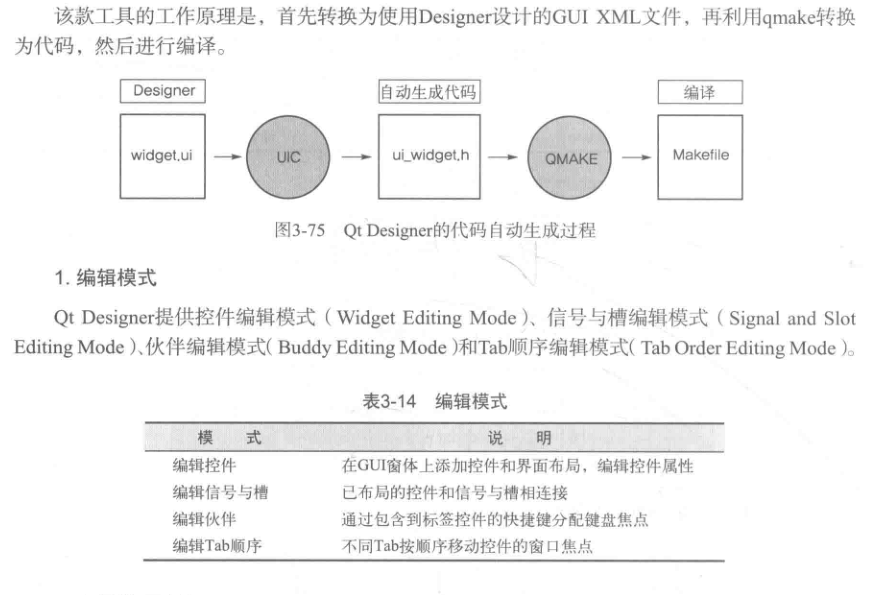 该款工具的工作原理是，首先转换为使用Designer设计的GUI XML文件，再利用qmake转换
为代码，然后进行编译。
Designer 自动生成代码 编译
widget.ui UIC ui_widget.h QMAKE Makefile
图3-75 Qt Designer的代码自动生成过程
1. 编辑模式
Qt Designer提供控件编辑模式（Widget Editing Mode）、信号与槽编辑模式（Signal and Slot
Editing Mode）、伙伴编辑模式（Buddy Editing Mode）和Tab顺序编辑模式（Tab Order Editing Mode）。
表3-14 编辑模式
模 式 说 明
编辑控件 在GUI窗体上添加控件和界面布局，编辑控件属性
编辑信号与槽 已布局的控件和信号与槽相连接
编辑伙伴 通过包含到标签控件的快捷键分配键盘焦点
编辑Tab顺序 不同Tab按顺序移动控件的窗口焦点